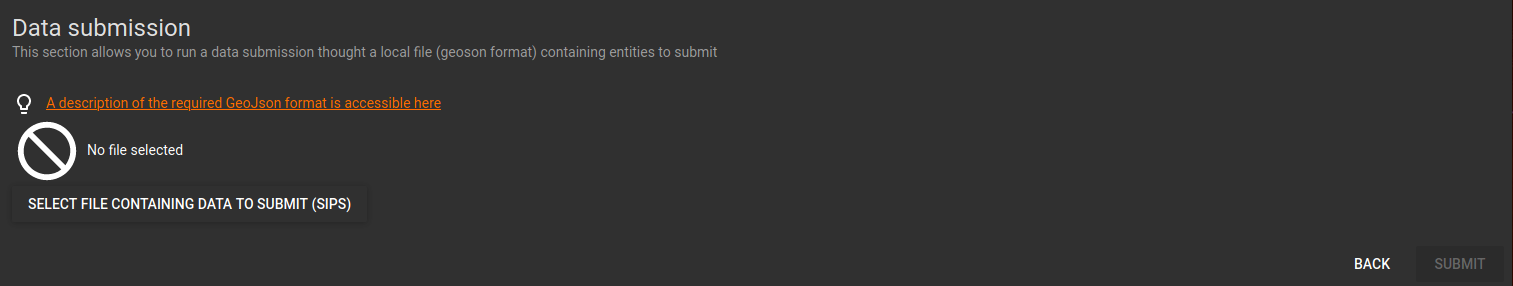 Data submission
This section allows you to run a data submission thought a local file (geoson format) containing entities to submit
A description of the required GeoJson format is accessible here
No file selected
SELECT FILE CONTAINING DATA TO SUBMIT (SIPS)
BACK
SUBMIT